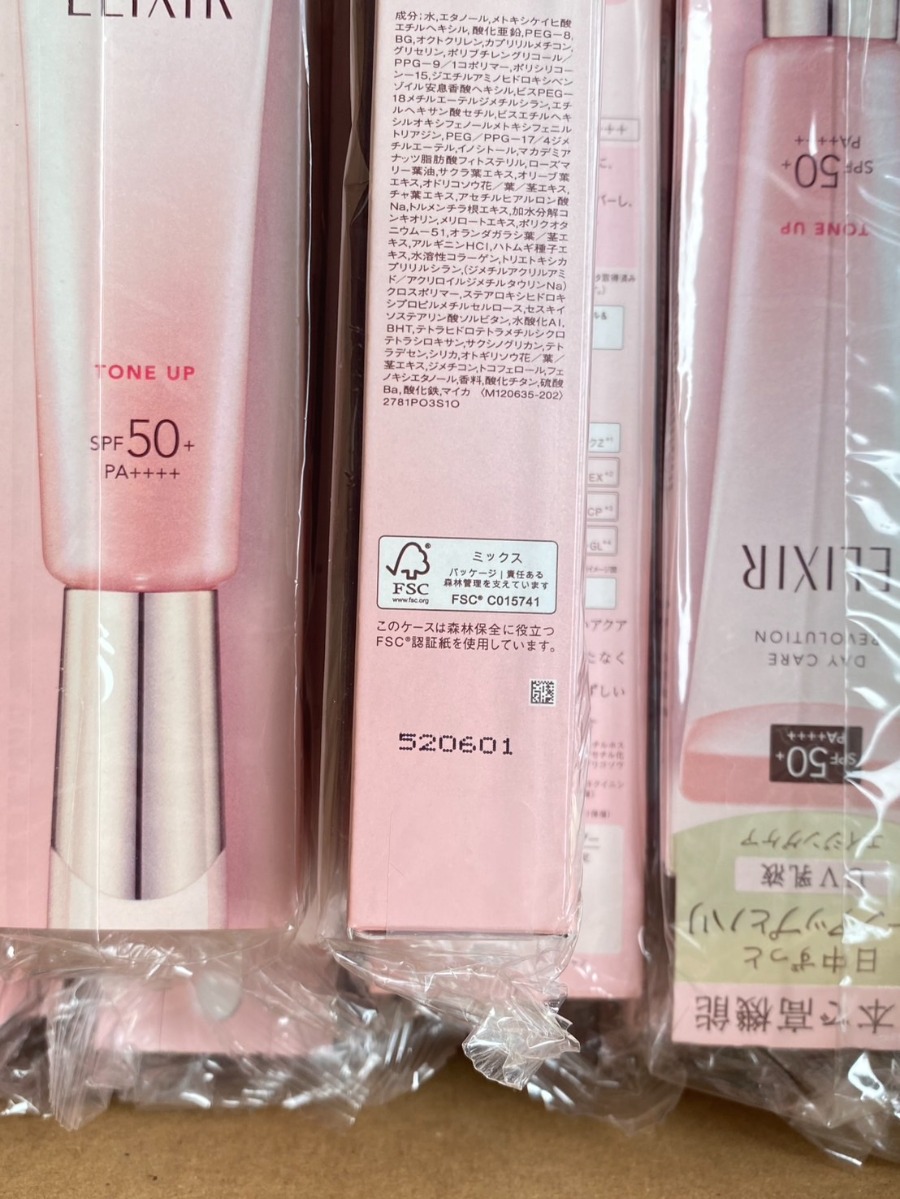 ELIXIR
TONE UP
SPF50+
PA++++
成分;水,エタノール,メトキシケイヒ酸
エチルヘキシル,酸化亜鉛,PEG-8,
BG,オクトクリレン,カプリリルメチコン,
グリセリン,ポリブチレングリコール/
PPG-9/1コポリマー,ポリシリコー
ン-15,ジエチルアミノヒドロキシベン
ゾイル安息香酸ヘキシル,ビスPEG-
18メチルエーテルジメチルシラン,エチ
ルヘキサン酸セチル,ビスエチルヘキ
シルオキシフェノールメトキシフェニル
トリアジン,PEG/PPG-17/4ジメ
チルエーテル,イノシトール,マカデミア
ナッツ脂肪酸フィトステリル,ローズマ
リー葉油,サクラ葉エキス,オリーブ葉
エキス,オドリコソウ花/葉/茎エキス,
チャ葉エキス,アセチルヒアルロン酸
Na,トルメンチラ根エキス,加水分解コ
ンキオリン,メリロートエキス,ポリクオタ
ニウム-51,オランダガラシ葉/茎エ
キス,アルギニンHCl,ハトムギ種子エ
キス,水溶性コラーゲン,トリエトキシカ
プリリルシラン,(ジメチルアクリルアミ
ド/アクリロイルジメチルタウリンNa)
クロスポリマー,ステアロキシヒドロキ
シプロピルメチルセルロース,セスキイ
ソステアリン酸ソルビタン,水酸化Al,
BHT,テトラヒドロテトラメチルシクロ
テトラシロキサン,サクシノグリカン,テト
ラデセン,シリカ,オトギリソウ花/葉/
茎エキス,ジメチコン,トコフェロール,フェ
ノキシエタノール,香料,酸化チタン,硫酸
Ba,酸化鉄,マイカ 〈M120635-202〉
2781PO3S1O
FSC
www.fsc.org
ミックス
パッケージ|責任ある
森林管理を支えています
FSC® C015741
このケースは森林保全に役立つ
FSC®認証紙を使用しています。
520601
本で高機能
日中ずっと
ーンアップとハリ
UV乳液
エイジングケア
SPF50+
PA++++
DAY CARE
REVOLUTION
ELIXIR
TONE UP
SPF50+
PA++++